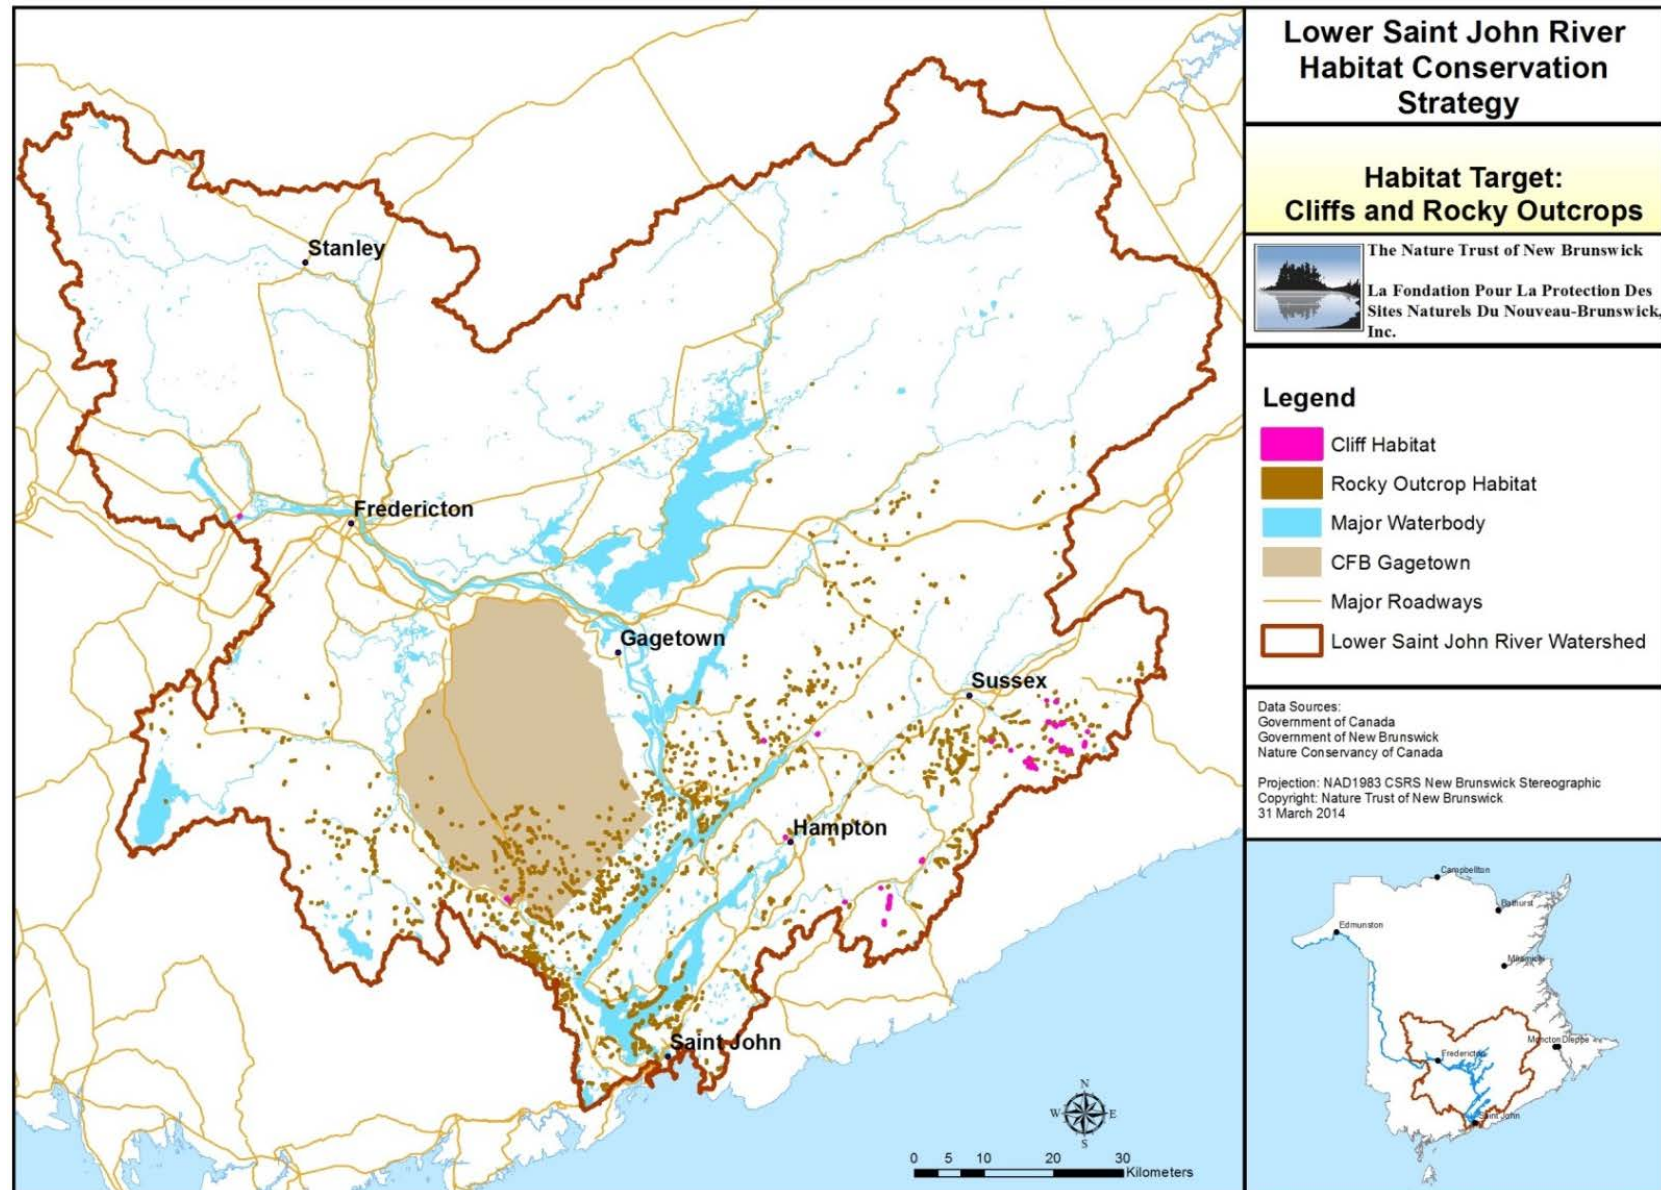 Lower Saint John River
Habitat Conservation
Strategy
Habitat Target:
Cliffs and Rocky Outcrops
The Nature Trust of New Brunswick
La Fondation Pour La Protection Des
Sites Naturels Du Nouveau-Brunswick,
Inc.
Legend
Cliff Habitat
Rocky Outcrop Habitat
Major Waterbody
CFB Gagetown
Major Roadways
Lower Saint John River Watershed
Data Sources:
Government of Canada
Government of New Brunswick
Nature Conservancy of Canada
Projection: NAD1983 CSRS New Brunswick Stereographic
Copyright: Nature Trust of New Brunswick
31 March 2014
Stanley
Fredericton
Gagetown
Sussex
Hampton
Saint John
N
W E
S
0 5 10 20 30
Kilometers
Campbellton
Bathurst
Edmunston
Miramichi
Fredericton
Moncton Dieppe
Saint John